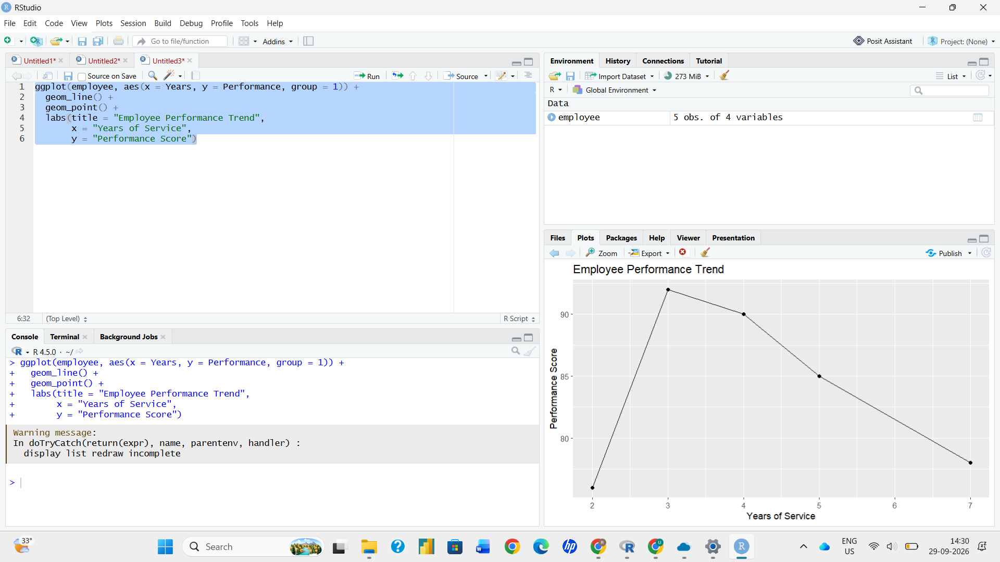 RStudio
File Edit Code View Plots Session Build Debug Profile Tools Help
Go to file/function Addins Posit Assistant Project: (None)
Untitled1* Untitled2* Untitled3*
Source on Save Run Source
1 ggplot(employee, aes(x = Years, y = Performance, group = 1)) +
2 geom_line() +
3 geom_point() +
4 labs(title = "Employee Performance Trend",
5 x = "Years of Service",
6 y = "Performance Score")
6:32 (Top Level) R Script
Console Terminal Background Jobs
R 4.5.0 · ~/
> ggplot(employee, aes(x = Years, y = Performance, group = 1)) +
+ geom_line() +
+ geom_point() +
+ labs(title = "Employee Performance Trend",
+ x = "Years of Service",
+ y = "Performance Score")
Warning message:
In doTryCatch(return(expr), name, parentenv, handler) :
display list redraw incomplete
>
Environment History Connections Tutorial
Import Dataset 273 MiB List
R Global Environment
Data
employee 5 obs. of 4 variables
Files Plots Packages Help Viewer Presentation
Zoom Export Publish
Employee Performance Trend
90
85
80
Performance Score
2 3 4 5 6 7
Years of Service
33°
Search
ENG
US
14:30
29-09-2026